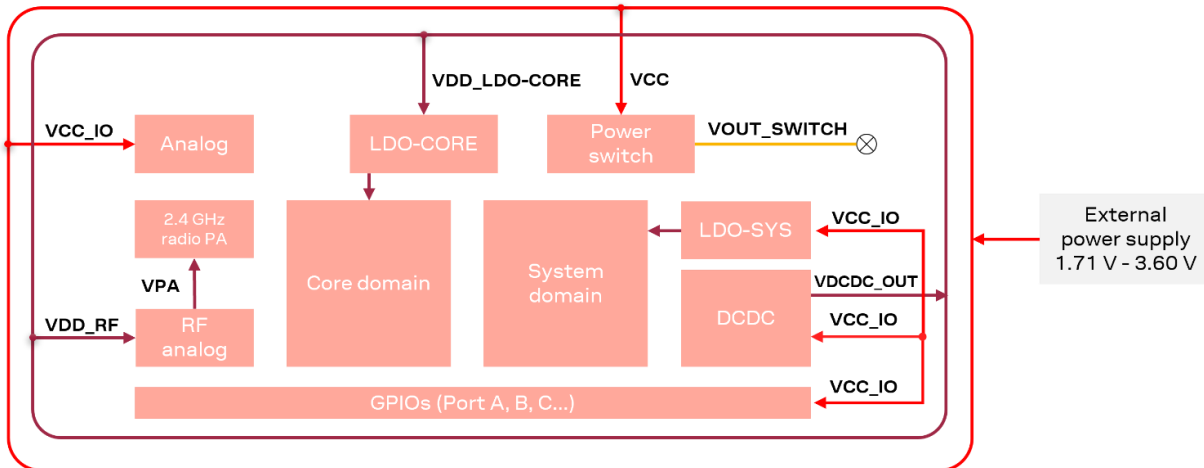 VDD_LDO-CORE
VCC
VCC_IO
Analog
LDO-CORE
Power
switch
VOUT_SWITCH
2.4 GHz
radio PA
VPA
VDD_RF
RF
analog
Core domain
System
domain
LDO-SYS
VCC_IO
VDCDC_OUT
DCDC
VCC_IO
VCC_IO
GPIOs (Port A, B, C...)
External
power supply
1.71 V - 3.60 V